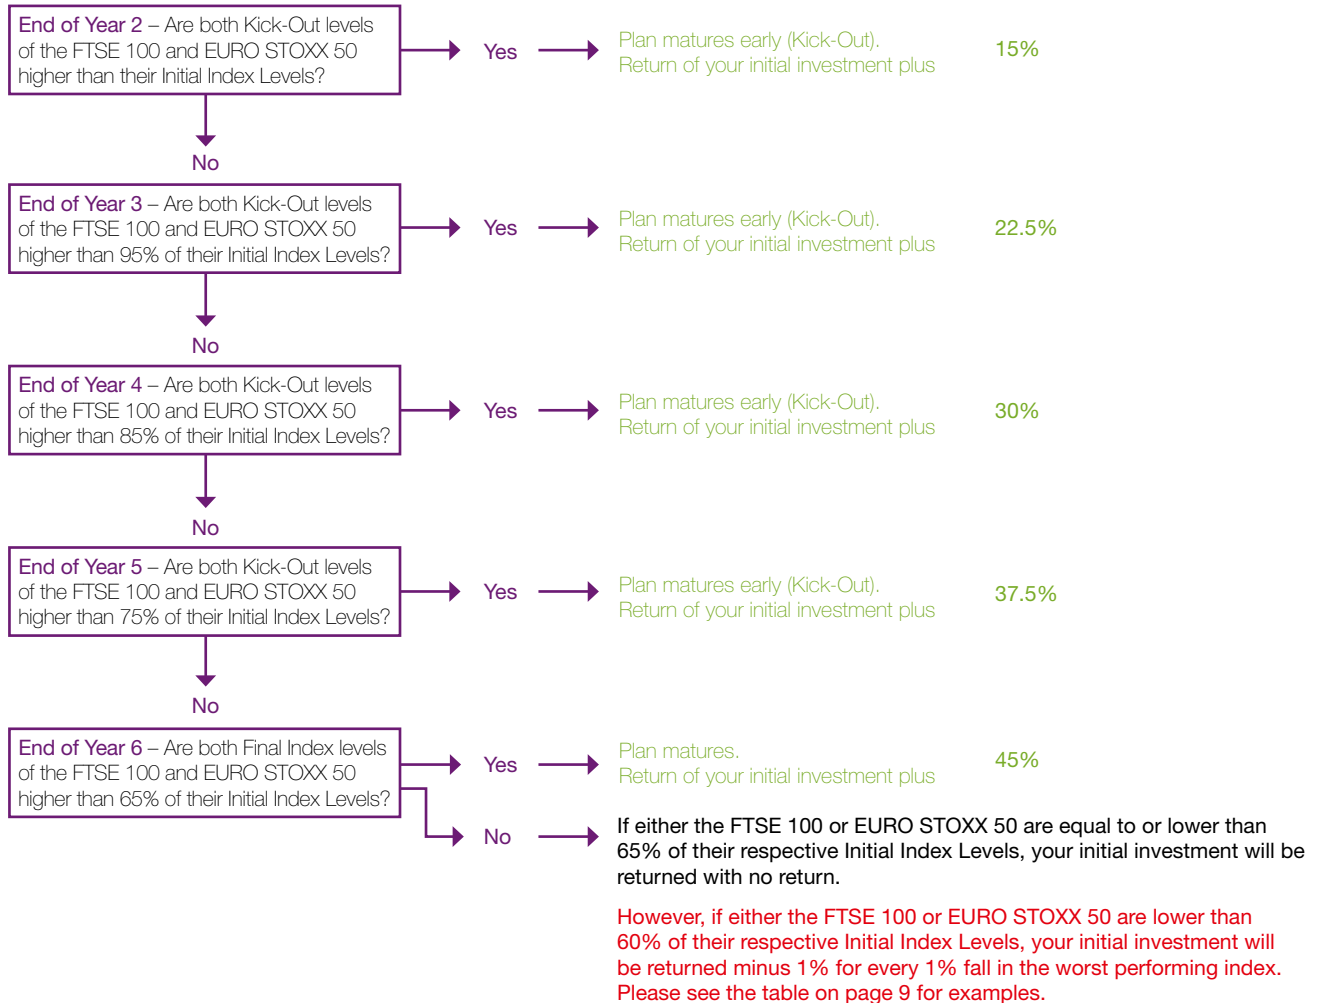 End of Year 2 – Are both Kick-Out levels
of the FTSE 100 and EURO STOXX 50
higher than their Initial Index Levels?
Yes
Plan matures early (Kick-Out).
Return of your initial investment plus
15%
No
End of Year 3 – Are both Kick-Out levels
of the FTSE 100 and EURO STOXX 50
higher than 95% of their Initial Index Levels?
Yes
Plan matures early (Kick-Out).
Return of your initial investment plus
22.5%
No
End of Year 4 – Are both Kick-Out levels
of the FTSE 100 and EURO STOXX 50
higher than 85% of their Initial Index Levels?
Yes
Plan matures early (Kick-Out).
Return of your initial investment plus
30%
No
End of Year 5 – Are both Kick-Out levels
of the FTSE 100 and EURO STOXX 50
higher than 75% of their Initial Index Levels?
Yes
Plan matures early (Kick-Out).
Return of your initial investment plus
37.5%
No
End of Year 6 – Are both Final Index levels
of the FTSE 100 and EURO STOXX 50
higher than 65% of their Initial Index Levels?
Yes
Plan matures.
Return of your initial investment plus
45%
No
If either the FTSE 100 or EURO STOXX 50 are equal to or lower than
65% of their respective Initial Index Levels, your initial investment will be
returned with no return.
However, if either the FTSE 100 or EURO STOXX 50 are lower than
60% of their respective Initial Index Levels, your initial investment will
be returned minus 1% for every 1% fall in the worst performing index.
Please see the table on page 9 for examples.